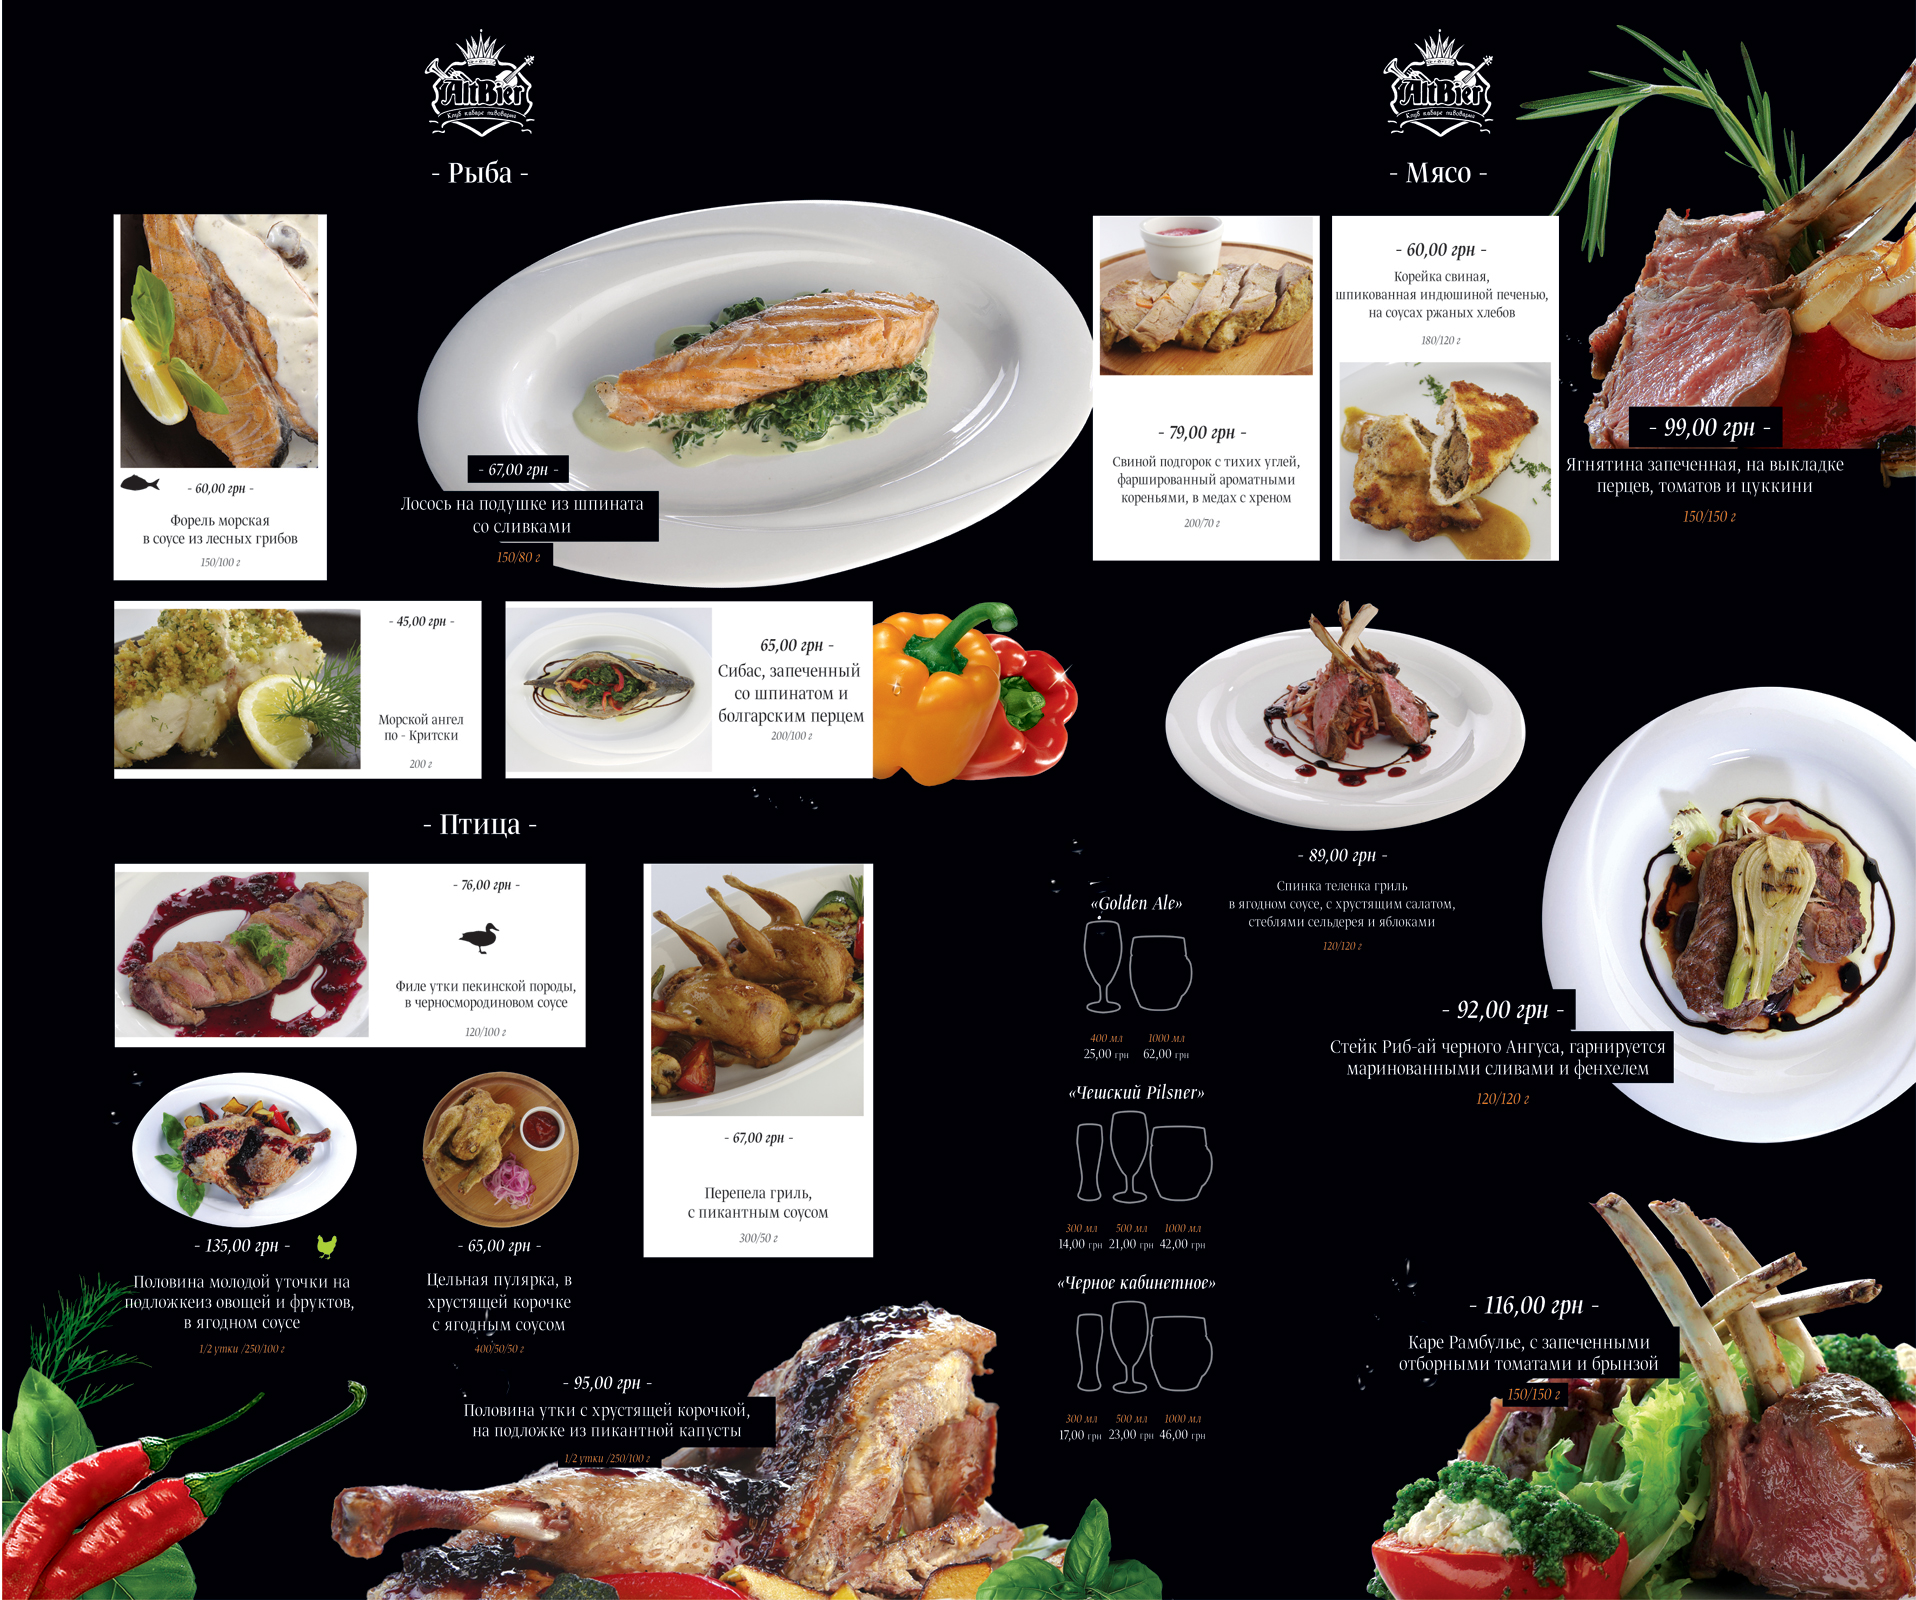 AltBier
Клуб кабаре пивоварня
- Рыба -
- 60,00 грн -
Форель морская
в соусе из лесных грибов
150/100 г
- 67,00 грн -
Лосось на подушке из шпината
со сливками
150/80 г
- 45,00 грн -
Морской ангел
по - Критски
200 г
65,00 грн -
Сибас, запеченный
со шпинатом и
болгарским перцем
200/100 г
- Птица -
- 76,00 грн -
Филе утки пекинской породы,
в черносмородиновом соусе
120/100 г
- 67,00 грн -
Перепела гриль,
с пикантным соусом
300/50 г
- 135,00 грн -
Половина молодой уточки на
подложкеиз овощей и фруктов,
в ягодном соусе
1/2 утки /250/100 г
- 65,00 грн -
Цельная пулярка, в
хрустящей корочке
с ягодным соусом
400/50/50 г
- 95,00 грн -
Половина утки с хрустящей корочкой,
на подложке из пикантной капусты
1/2 утки /250/100 г
AltBier
Клуб кабаре пивоварня
- Мясо -
- 79,00 грн -
Свиной подгорок с тихих углей,
фаршированный ароматными
кореньями, в медах с хреном
200/70 г
- 60,00 грн -
Корейка свиная,
шпикованная индюшиной печенью,
на соусах ржаных хлебов
180/120 г
- 99,00 грн -
Ягнятина запеченная, на выкладке
перцев, томатов и цуккини
150/150 г
- 89,00 грн -
Спинка теленка гриль
в ягодном соусе, с хрустящим салатом,
стеблями сельдерея и яблоками
120/120 г
- 92,00 грн -
Стейк Риб-ай черного Ангуса, гарнируется
маринованными сливами и фенхелем
120/120 г
- 116,00 грн -
Каре Рамбулье, с запеченными
отборными томатами и брынзой
150/150 г
«Golden Ale»
400 мл 1000 мл
25,00 грн 62,00 грн
«Чешский Pilsner»
300 мл 500 мл 1000 мл
14,00 грн 21,00 грн 42,00 грн
«Черное кабинетное»
300 мл 500 мл 1000 мл
17,00 грн 23,00 грн 46,00 грн